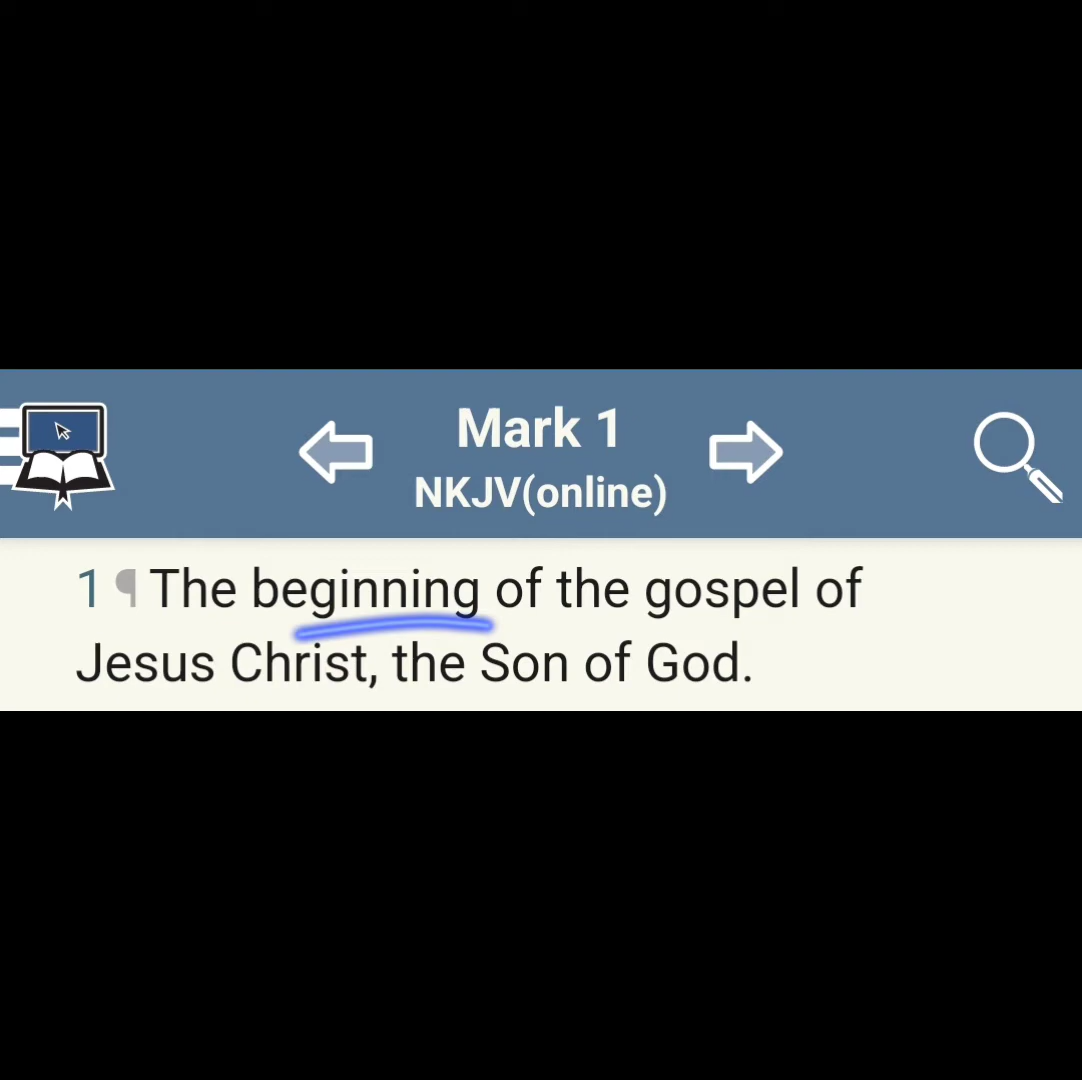 Mark 1
NKJV(online)
1 ¶ The beginning of the gospel of
Jesus Christ, the Son of God.